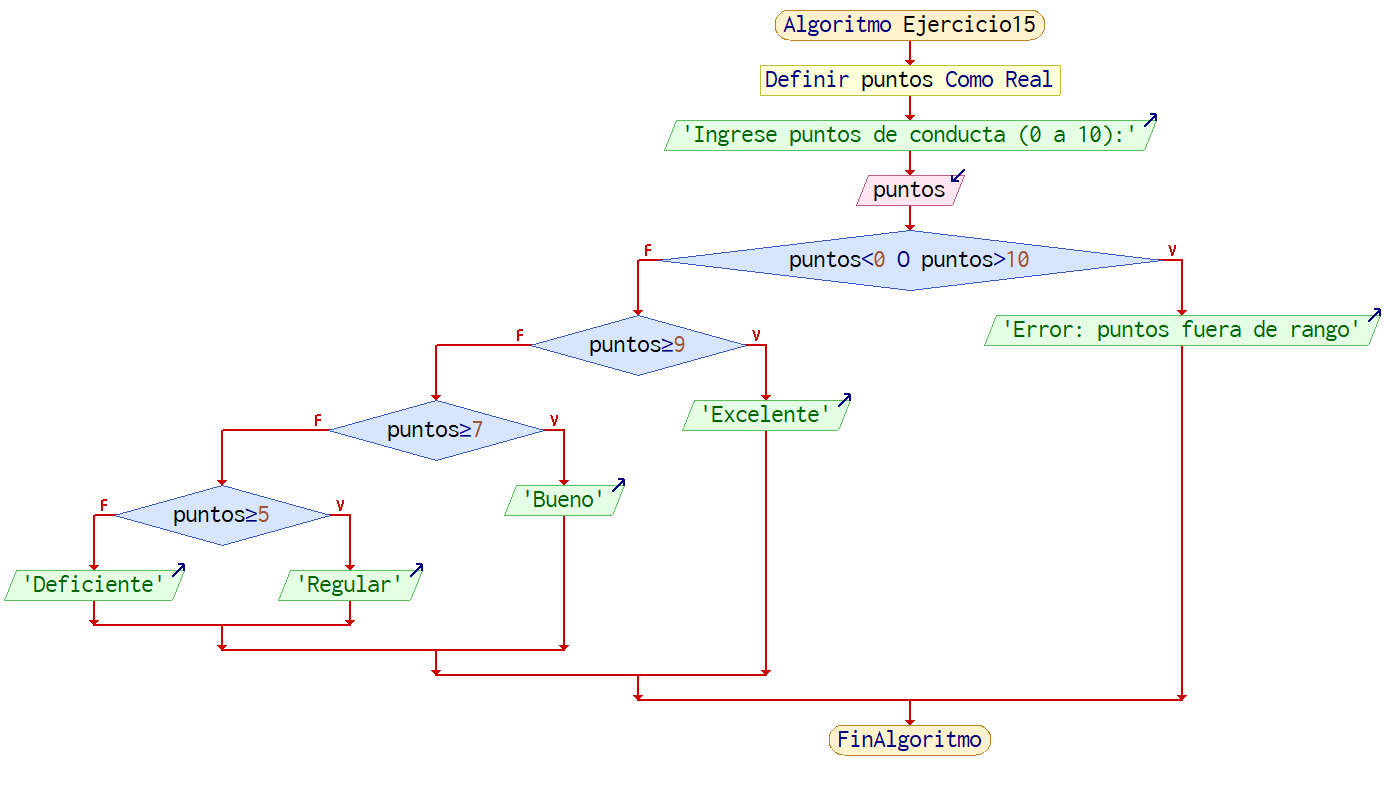 Algoritmo Ejercicio15
Definir puntos Como Real
'Ingrese puntos de conducta (0 a 10):'
puntos
F
V
puntos<0 O puntos>10
F
V
puntos≥9
'Error: puntos fuera de rango'
F
V
puntos≥7
'Excelente'
F
V
puntos≥5
'Bueno'
'Deficiente'
'Regular'
FinAlgoritmo